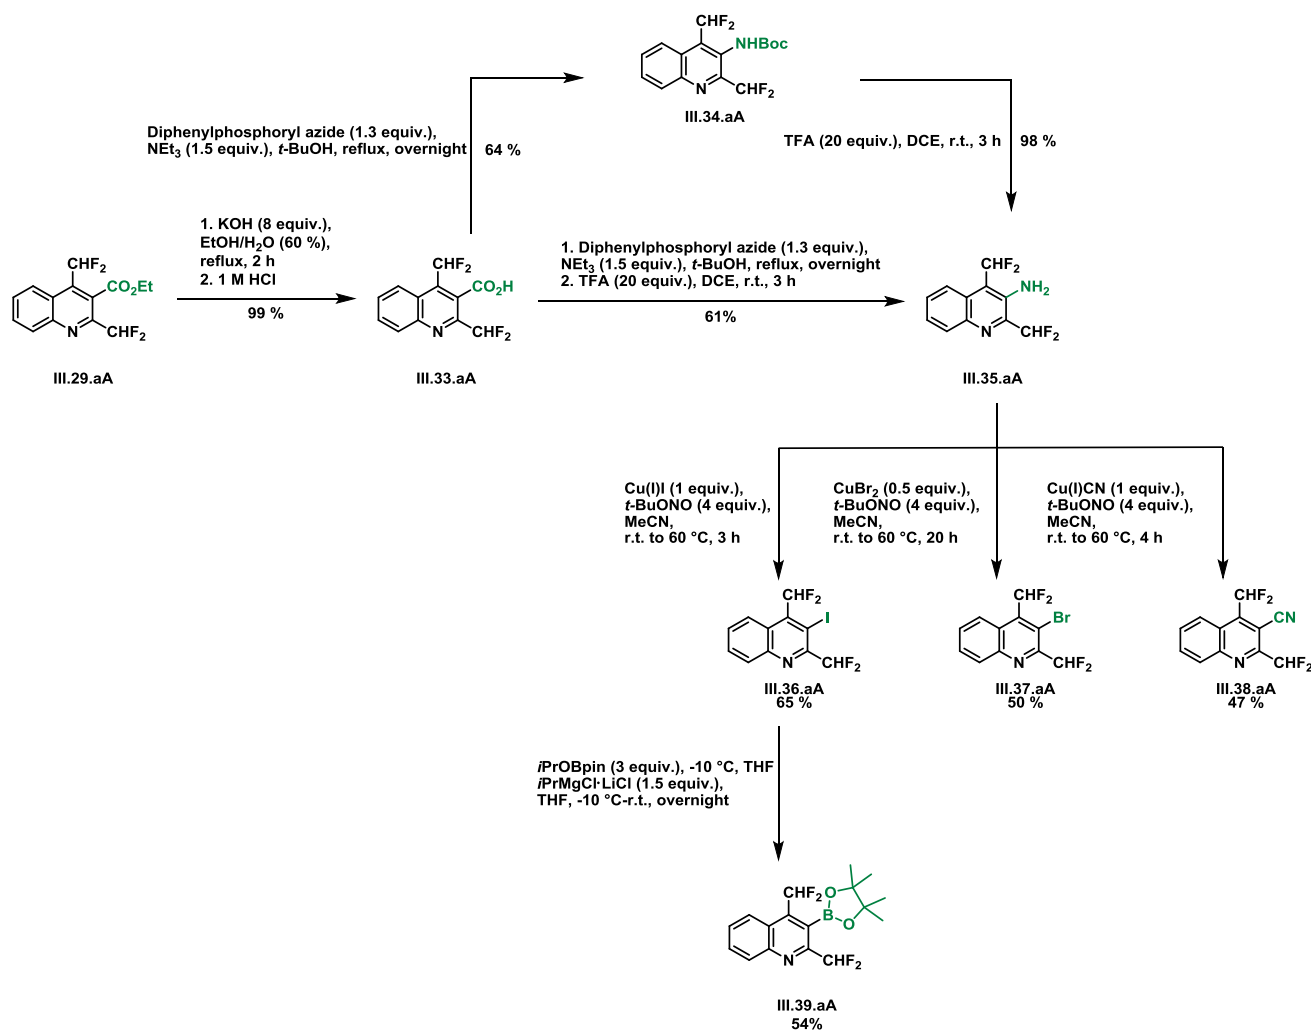 CHF2
NHBoc
N
CHF2
III.34.aA
Diphenylphosphoryl azide (1.3 equiv.),
NEt3 (1.5 equiv.), t-BuOH, reflux, overnight
64 %
TFA (20 equiv.), DCE, r.t., 3 h
98 %
1. KOH (8 equiv.),
EtOH/H2O (60 %),
reflux, 2 h
2. 1 M HCl
99 %
1. Diphenylphosphoryl azide (1.3 equiv.),
NEt3 (1.5 equiv.), t-BuOH, reflux, overnight
2. TFA (20 equiv.), DCE, r.t., 3 h
61%
CHF2
CO2Et
N
CHF2
III.29.aA
CHF2
CO2H
N
CHF2
III.33.aA
CHF2
NH2
N
CHF2
III.35.aA
Cu(I)I (1 equiv.),
t-BuONO (4 equiv.),
MeCN,
r.t. to 60 °C, 3 h
CuBr2 (0.5 equiv.),
t-BuONO (4 equiv.),
MeCN,
r.t. to 60 °C, 20 h
Cu(I)CN (1 equiv.),
t-BuONO (4 equiv.),
MeCN,
r.t. to 60 °C, 4 h
CHF2
I
N
CHF2
III.36.aA
65 %
CHF2
Br
N
CHF2
III.37.aA
50 %
CHF2
CN
N
CHF2
III.38.aA
47 %
iPrOBpin (3 equiv.), -10 °C, THF
iPrMgCl·LiCl (1.5 equiv.),
THF, -10 °C-r.t., overnight
CHF2
O
B
O
N
CHF2
III.39.aA
54%